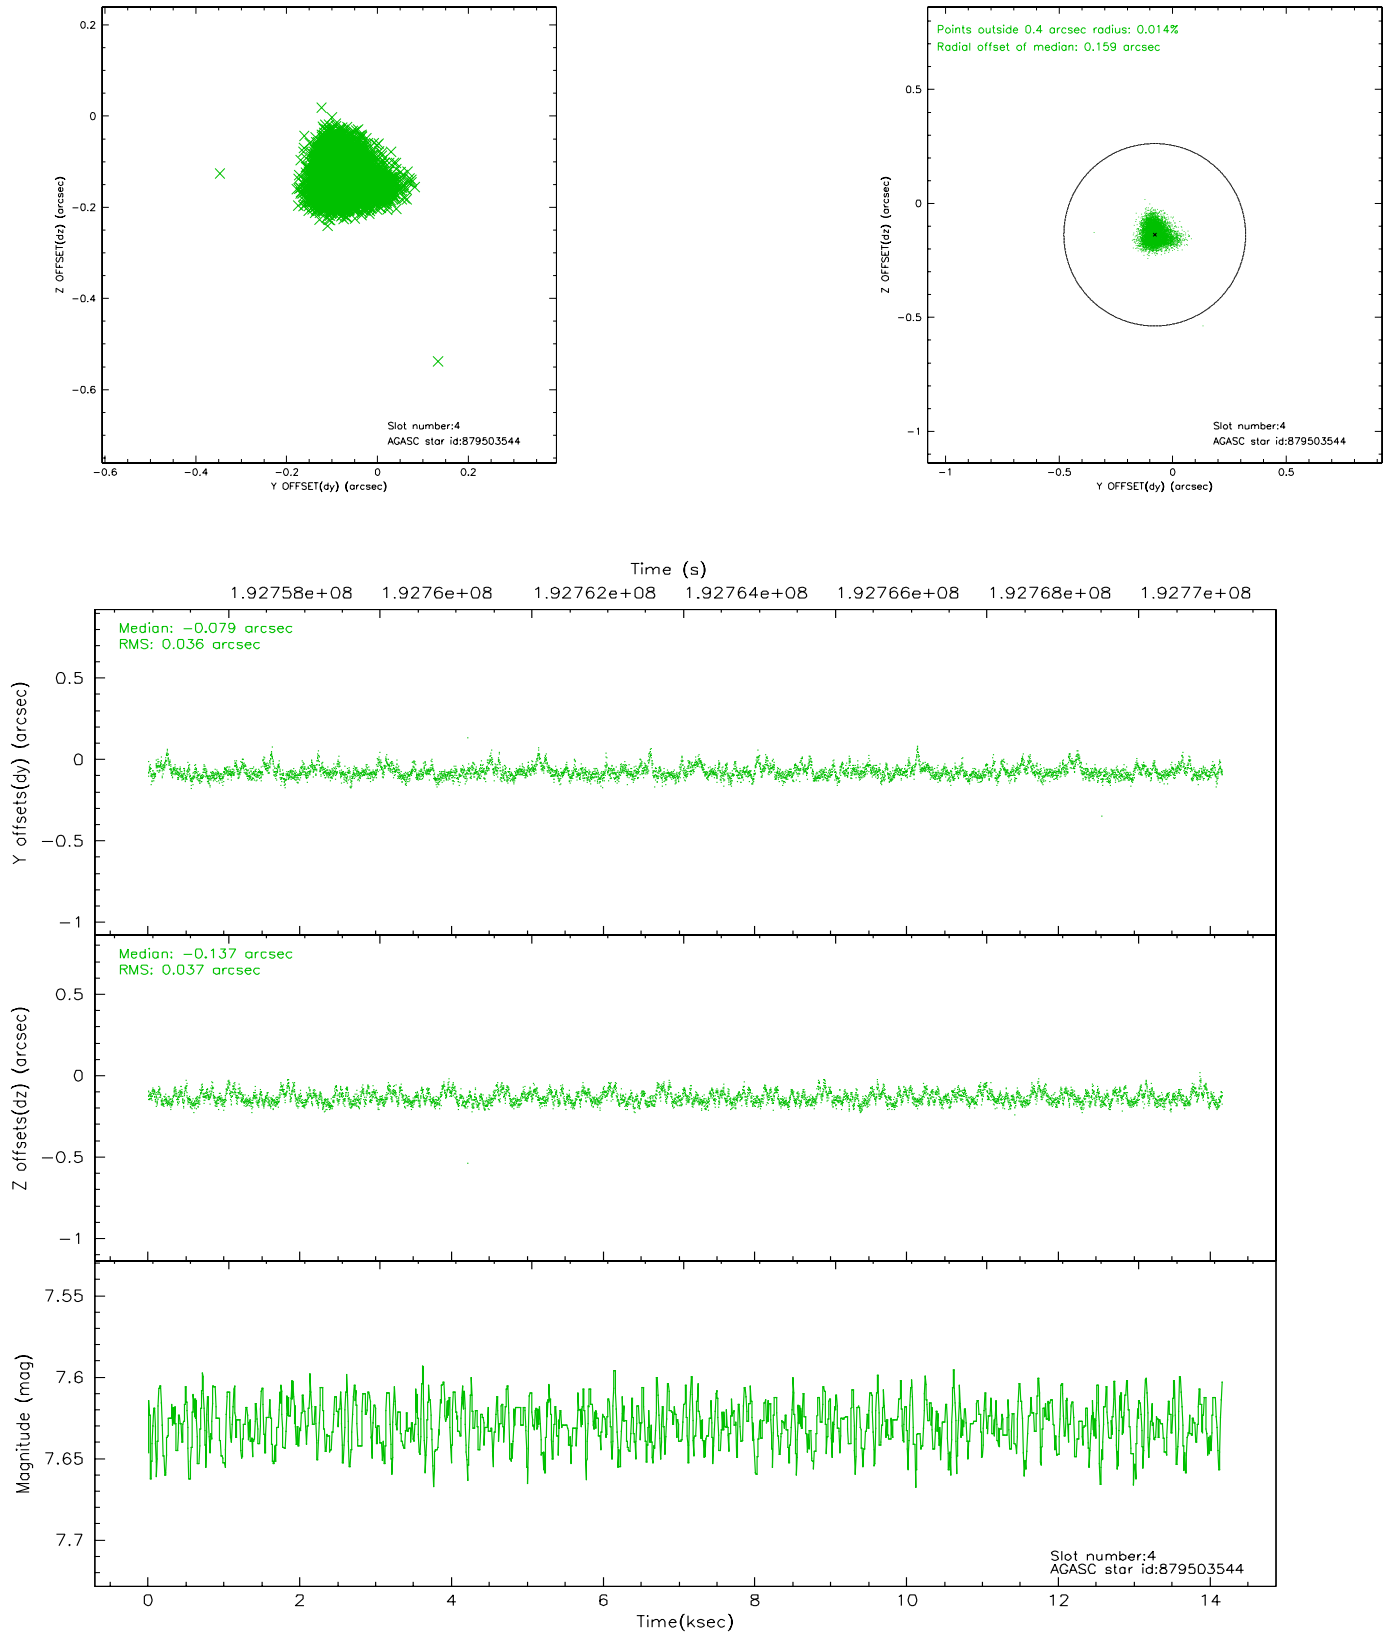 0.2
0
−0.2
−0.4
−0.6
Z OFFSET(dz) (arcsec)
Slot number:4
AGASC star id:879503544
−0.6 −0.4 −0.2 0 0.2
Y OFFSET(dy) (arcsec)
Points outside 0.4 arcsec radius: 0.014%
Radial offset of median: 0.159 arcsec
0.5
0
−0.5
−1
Z OFFSET(dz) (arcsec)
Slot number:4
AGASC star id:879503544
−1 −0.5 0 0.5
Y OFFSET(dy) (arcsec)
Time (s)
1.92758e+08 1.9276e+08 1.92762e+08 1.92764e+08 1.92766e+08 1.92768e+08 1.9277e+08
Median: −0.079 arcsec
RMS: 0.036 arcsec
0.5
0
−0.5
−1
Y offsets(dy) (arcsec)
Median: −0.137 arcsec
RMS: 0.037 arcsec
0.5
0
−0.5
−1
Z offsets(dz) (arcsec)
7.55
7.6
7.65
7.7
Magnitude (mag)
Slot number:4
AGASC star id:879503544
0 2 4 6 8 10 12 14
Time(ksec)